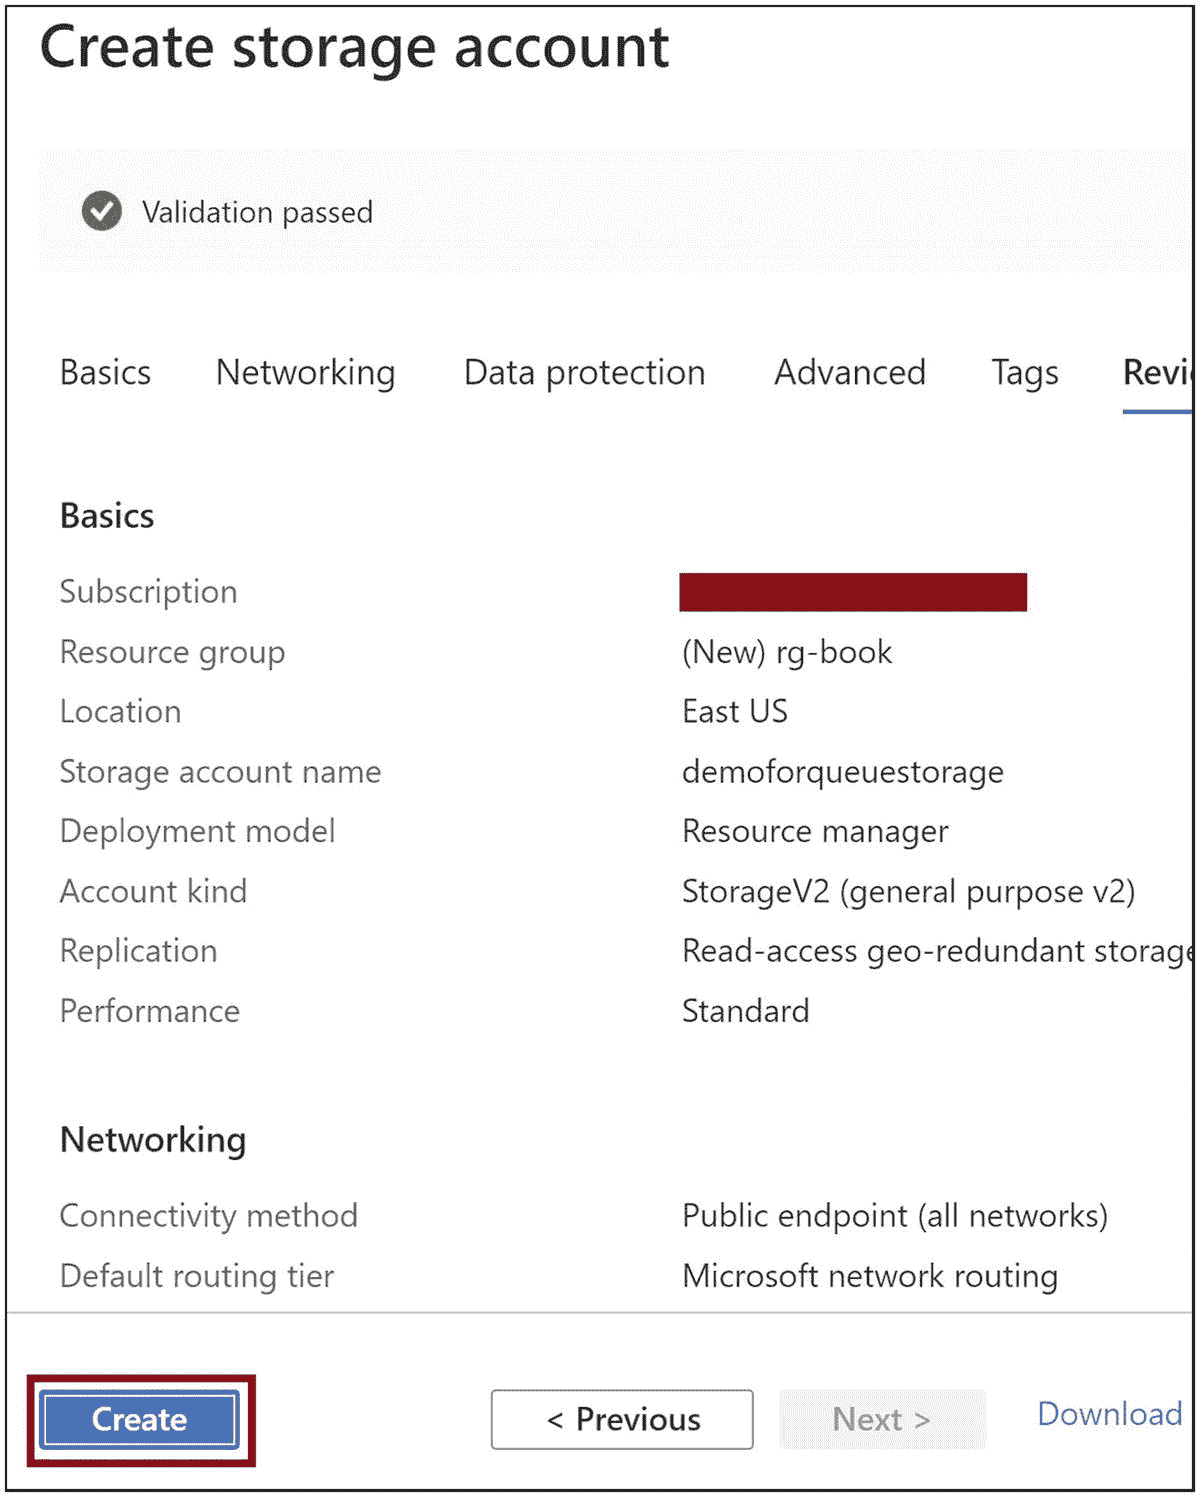 Create storage account
Validation passed
Basics Networking Data protection Advanced Tags
Basics
Subscription
Resource group (New) rg-book
Location East US
Storage account name demoforqueuestorage
Deployment model Resource manager
Account kind StorageV2 (general purpose v2)
Replication Read-access geo-redundant storage
Performance Standard
Networking
Connectivity method Public endpoint (all networks)
Default routing tier Microsoft network routing
Create < Previous Next > Download